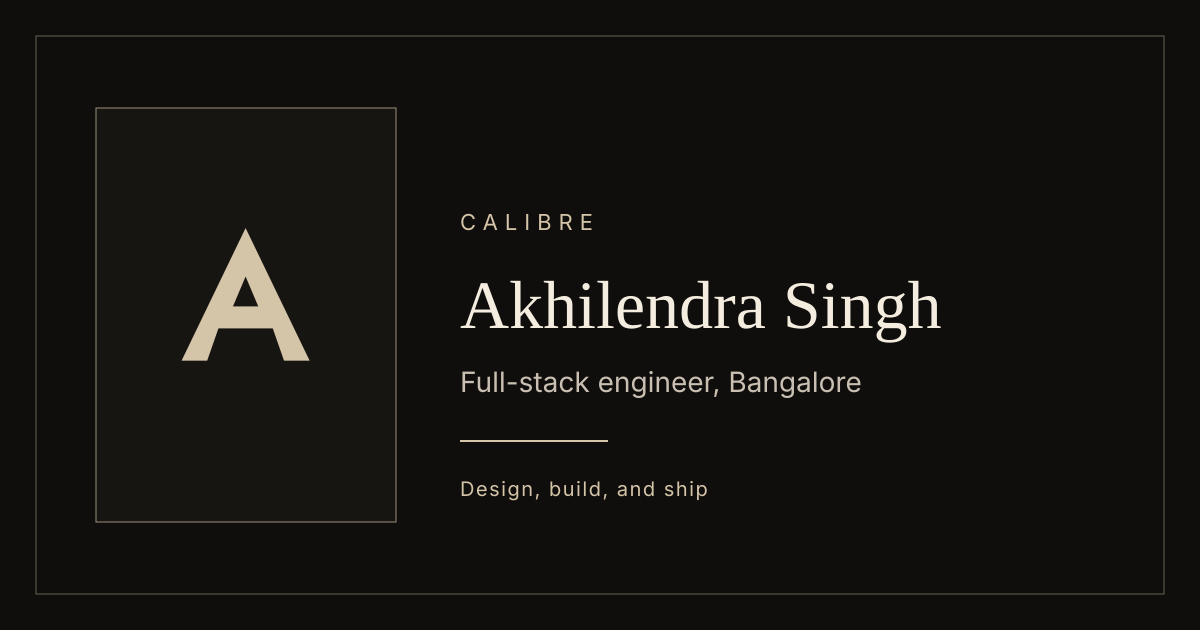 A
CALIBRE
Akhilendra Singh
Full-stack engineer, Bangalore
Design, build, and ship